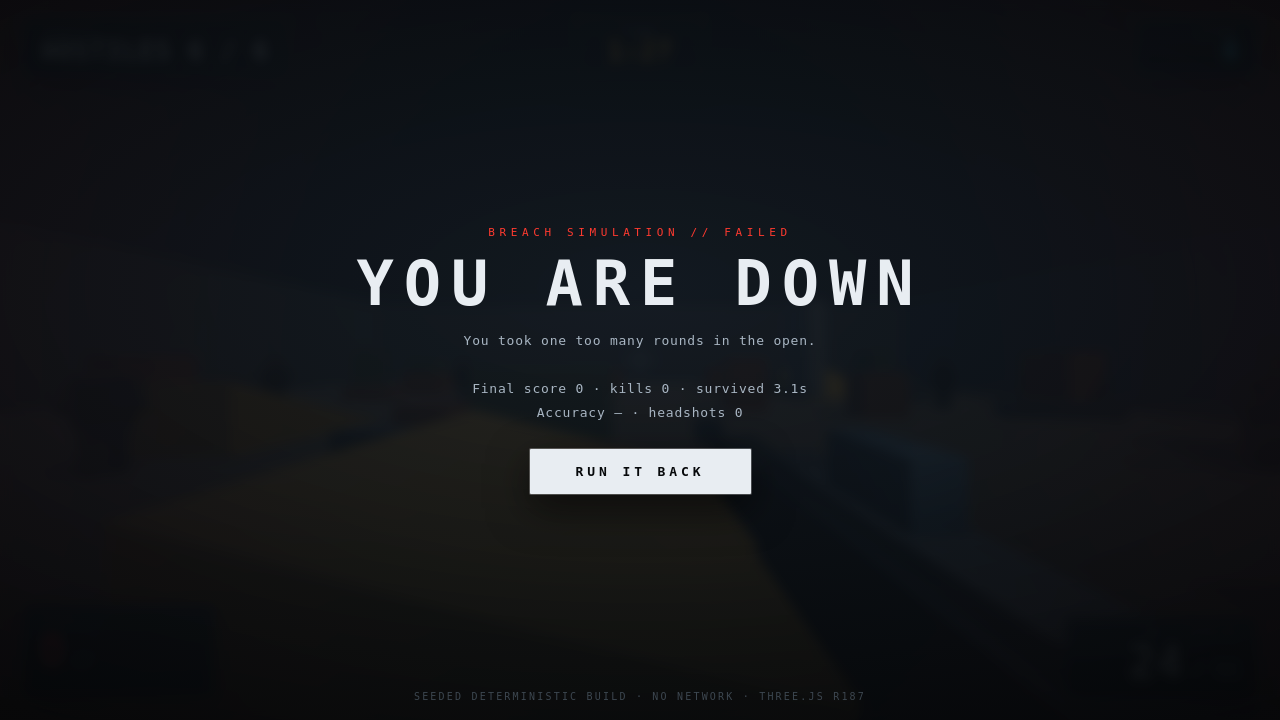 BREACH SIMULATION // FAILED
YOU ARE DOWN
You took one too many rounds in the open.
Final score 0 · kills 0 · survived 3.1s
Accuracy — · headshots 0
RUN IT BACK
24
SEEDED DETERMINISTIC BUILD · NO NETWORK · THREE.JS R187